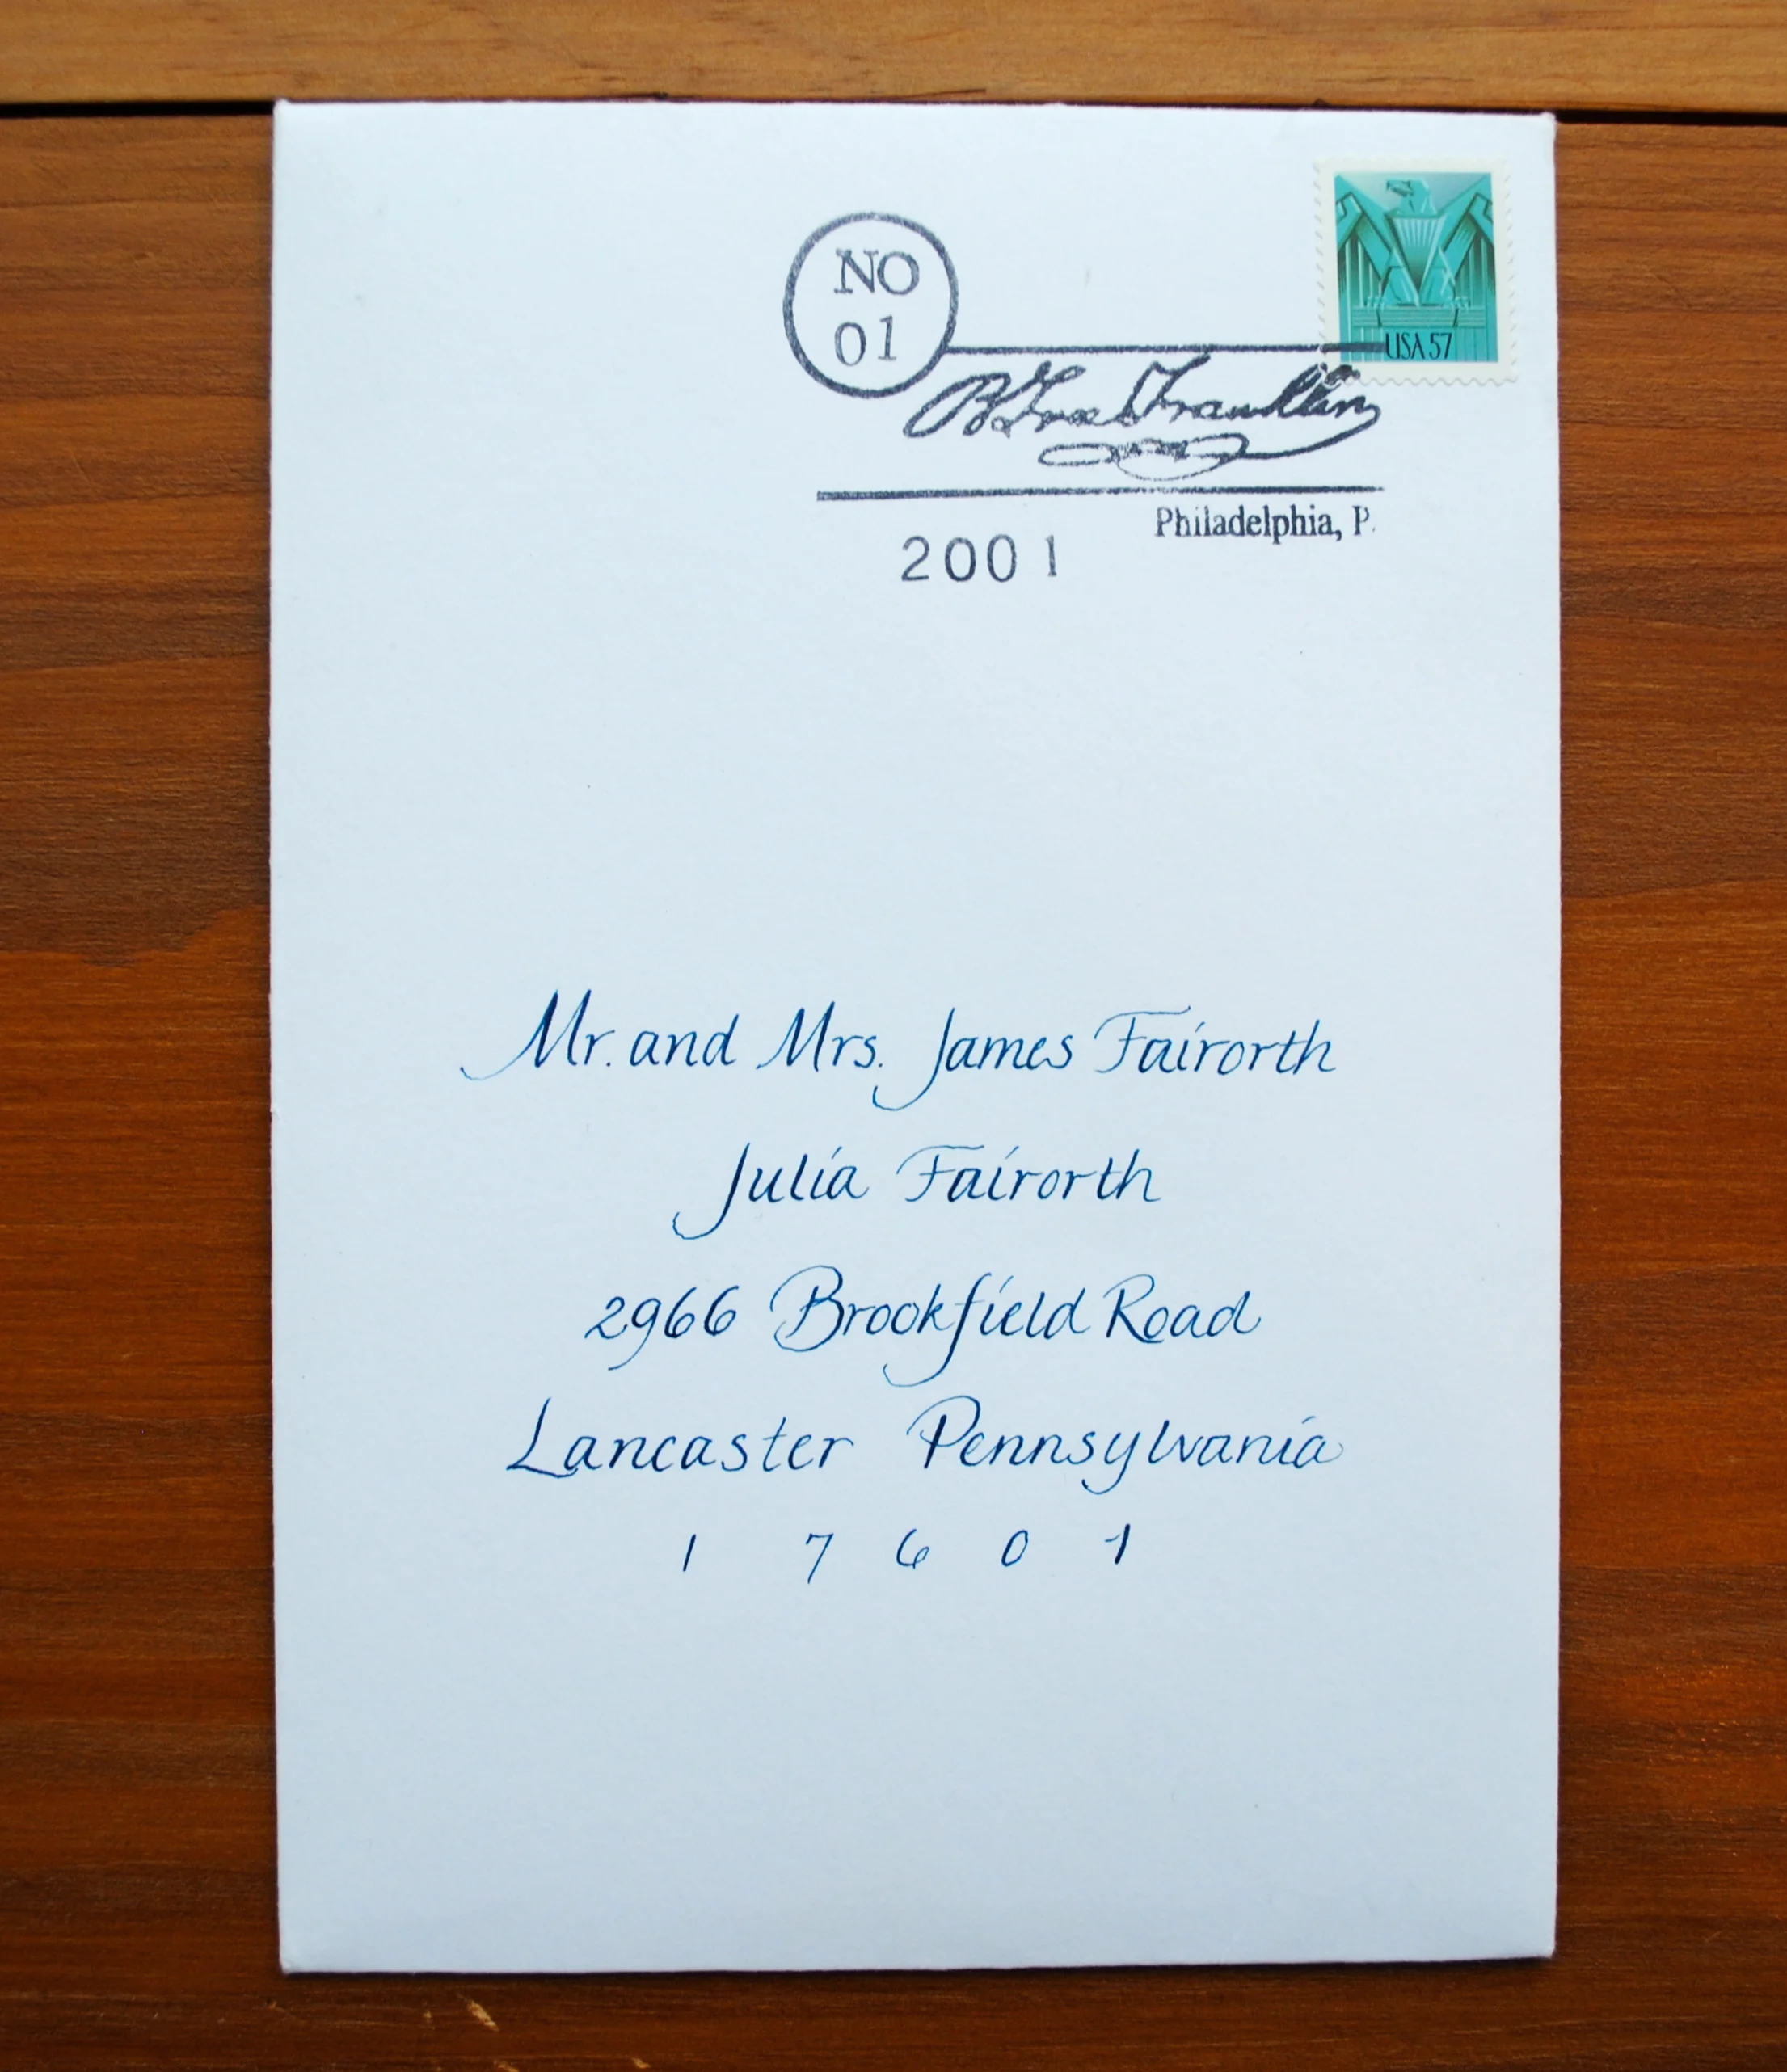 NO
01
USA 57
B Free Franklin
Philadelphia, P.
2001
Mr. and Mrs. James Fairorth
Julia Fairorth
2966 Brookfield Road
Lancaster Pennsylvania
1 7 6 0 1